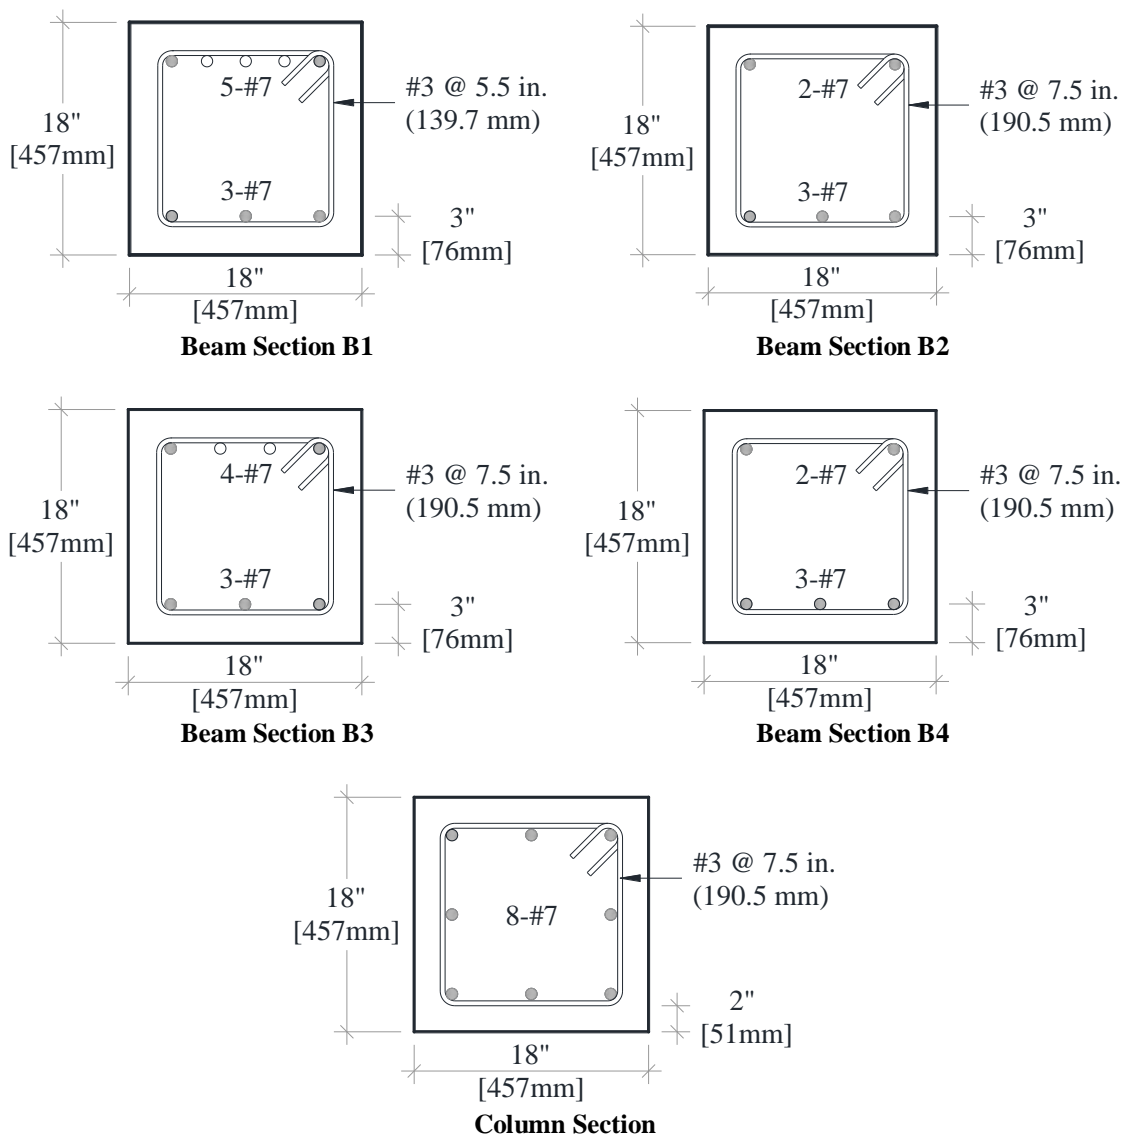 5-#7
#3 @ 5.5 in.
(139.7 mm)
18"
[457mm]
3-#7
3"
[76mm]
18"
[457mm]
Beam Section B1
2-#7
#3 @ 7.5 in.
(190.5 mm)
18"
[457mm]
3-#7
3"
[76mm]
18"
[457mm]
Beam Section B2
4-#7
#3 @ 7.5 in.
(190.5 mm)
18"
[457mm]
3-#7
3"
[76mm]
18"
[457mm]
Beam Section B3
2-#7
#3 @ 7.5 in.
(190.5 mm)
18"
[457mm]
3-#7
3"
[76mm]
18"
[457mm]
Beam Section B4
#3 @ 7.5 in.
(190.5 mm)
18"
[457mm]
8-#7
2"
[51mm]
18"
[457mm]
Column Section